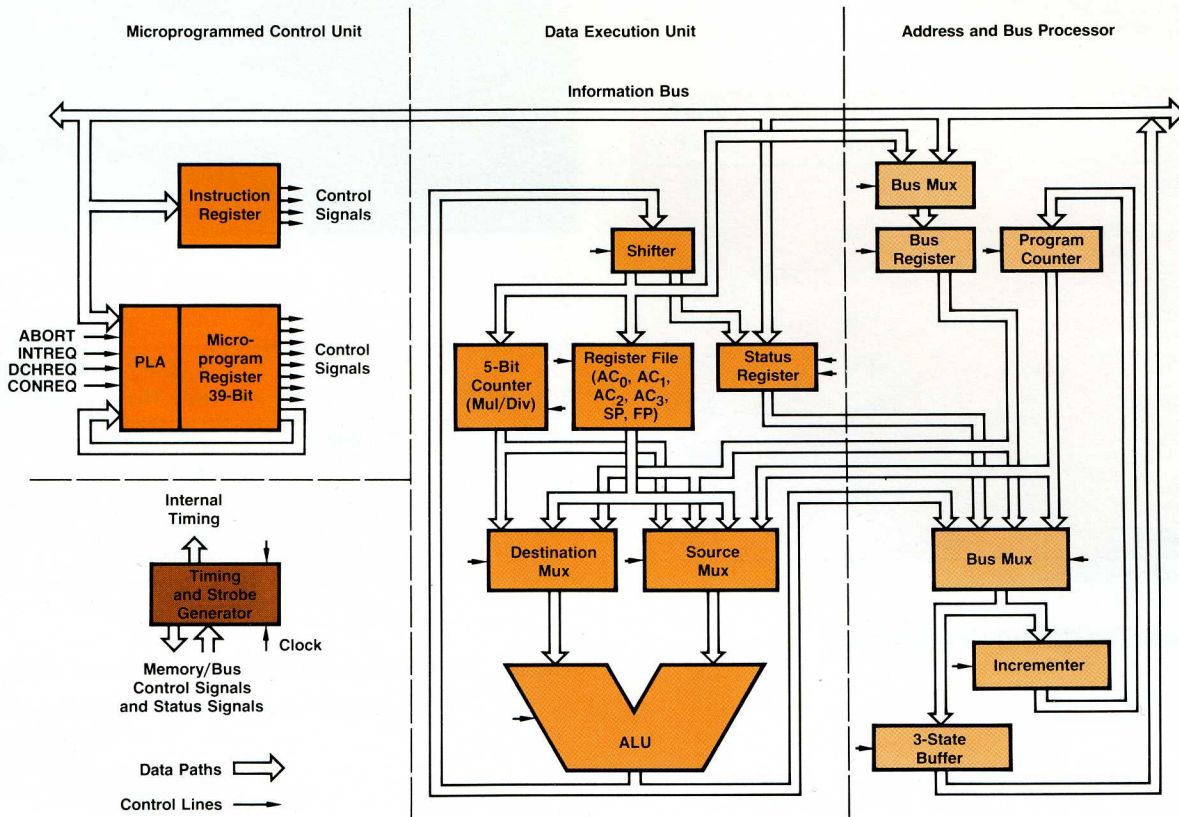 Microprogrammed Control Unit
Data Execution Unit
Address and Bus Processor
Information Bus
Instruction
Register
Control
Signals
ABORT
INTREQ
DCHREQ
CONREQ
PLA
Micro-
program
Register
39-Bit
Control
Signals
Internal
Timing
Timing
and Strobe
Generator
Clock
Memory/Bus
Control Signals
and Status Signals
Data Paths
Control Lines
Shifter
5-Bit
Counter
(Mul/Div)
Register File
(AC0, AC1,
AC2, AC3,
SP, FP)
Status
Register
Destination
Mux
Source
Mux
ALU
Bus Mux
Bus
Register
Program
Counter
Bus Mux
Incrementer
3-State
Buffer